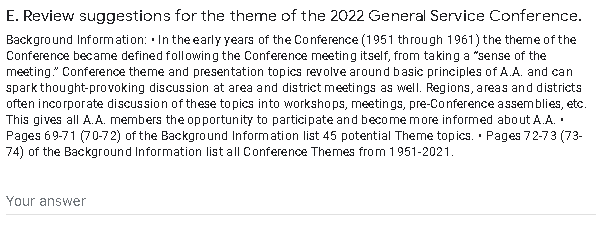 E. Review suggestions for the theme of the 2022 General Service Conference.
Background Information: • In the early years of the Conference (1951 through 1961) the theme of the
Conference became defined following the Conference meeting itself, from taking a “sense of the
meeting.” Conference theme and presentation topics revolve around basic principles of A.A. and can
spark thought-provoking discussion at area and district meetings as well. Regions, areas and districts
often incorporate discussion of these topics into workshops, meetings, pre-Conference assemblies, etc.
This gives all A.A. members the opportunity to participate and become more informed about A.A. •
Pages 69-71 (70-72) of the Background Information list 45 potential Theme topics. • Pages 72-73 (73-
74) of the Background Information list all Conference Themes from 1951-2021.
Your answer